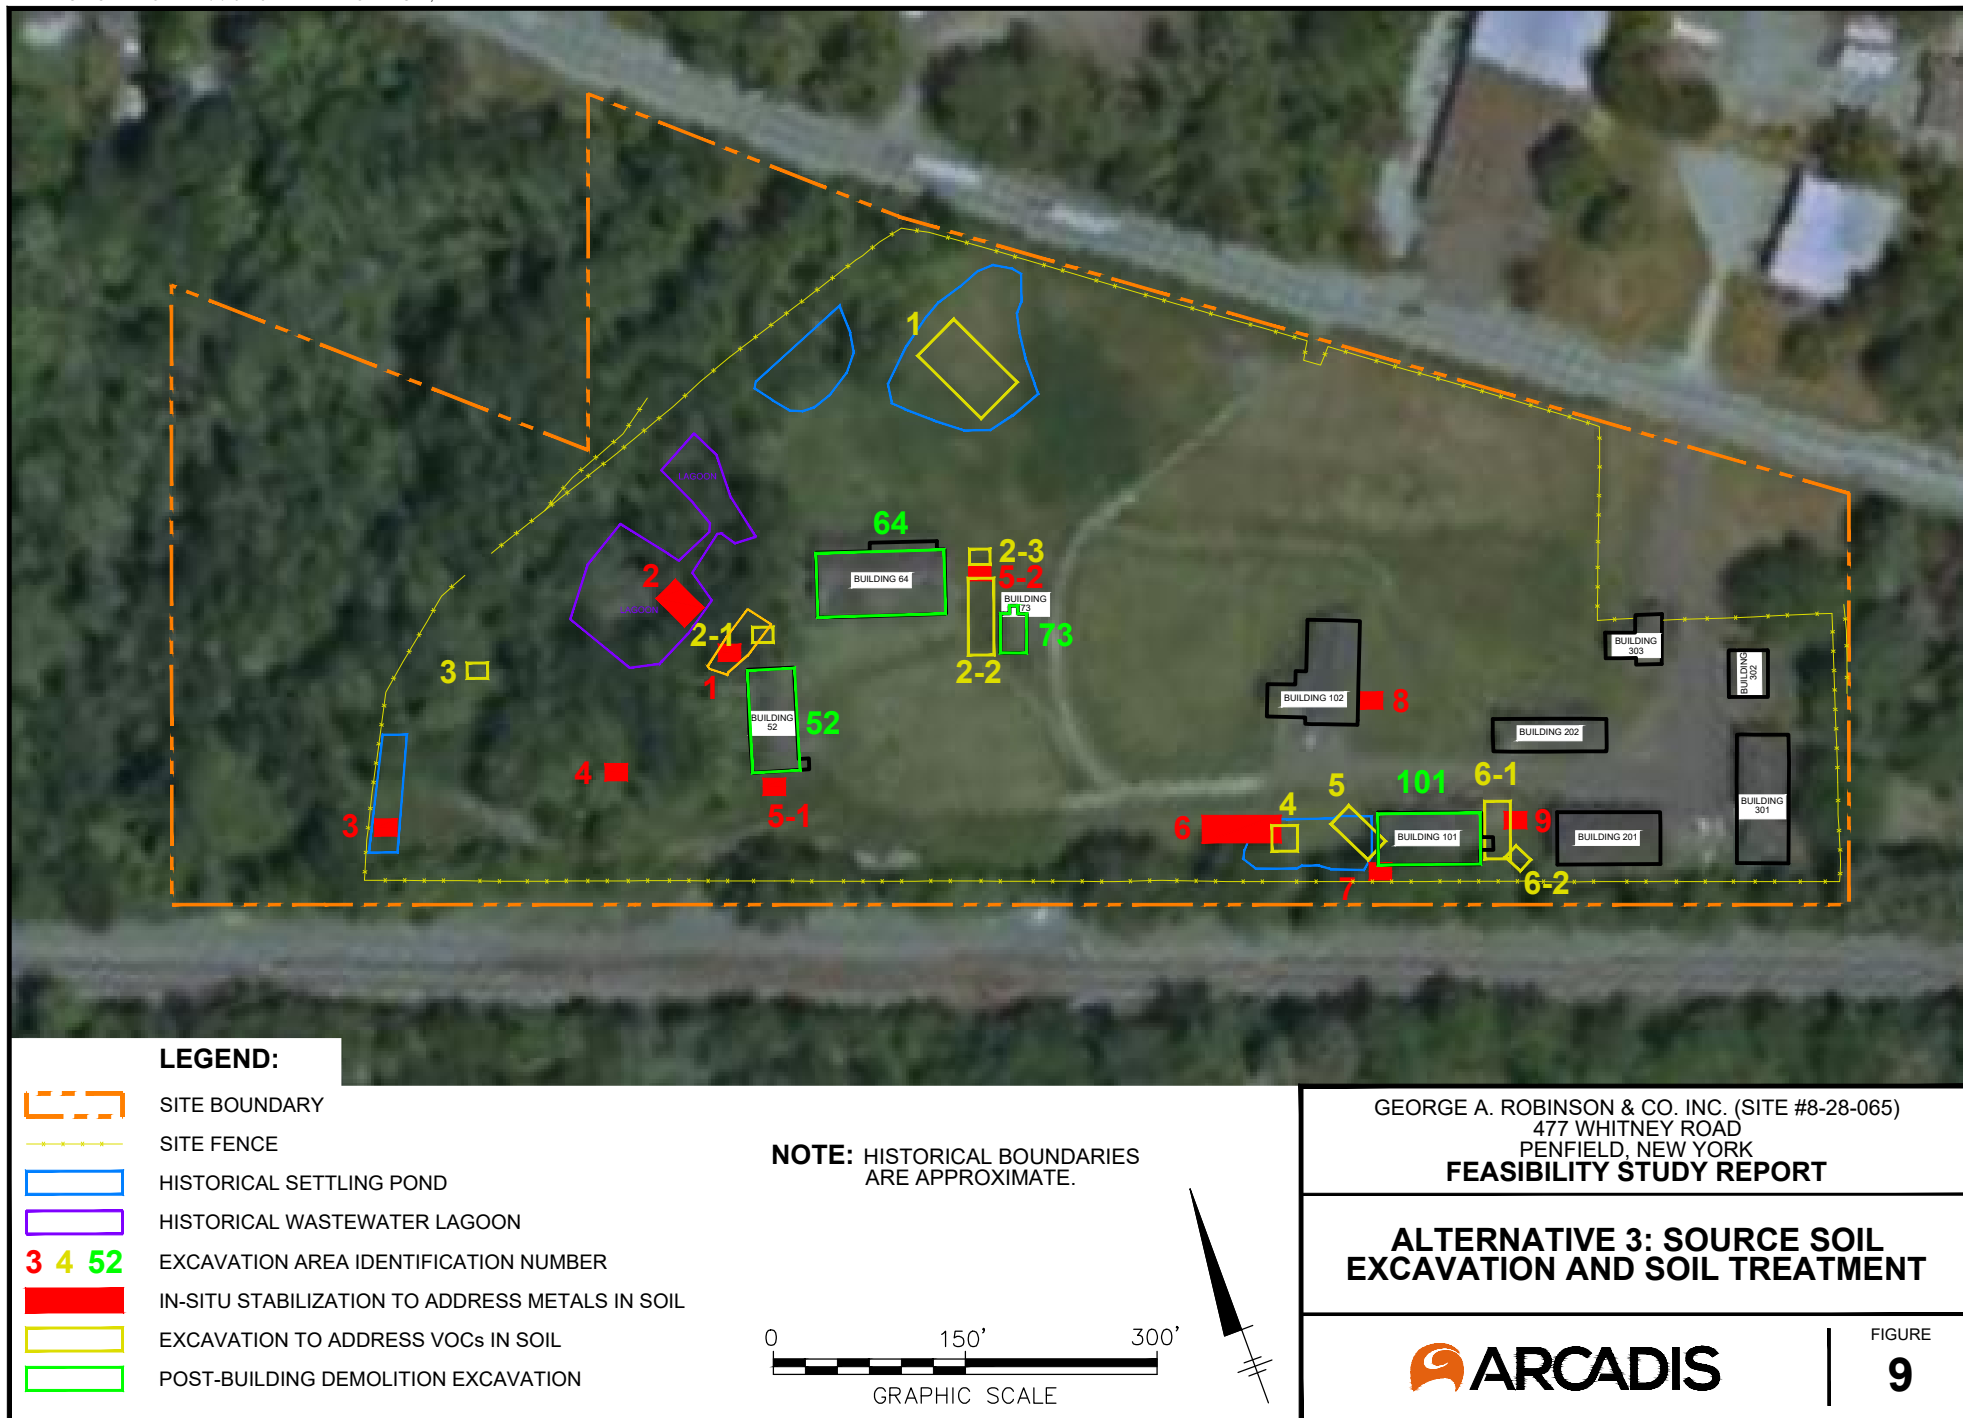 1
LAGOON
64
2-3
5-2
2
BUILDING 64
BUILDING
73
LAGOON
2-1
73
3
2-2
1
BUILDING
303
BUILDING
302
BUILDING 102
8
BUILDING
52
52
BUILDING 202
4
5-1
5
101
6-1
4
BUILDING
301
3
6
9
BUILDING 101
BUILDING 201
7
6-2
LEGEND:
SITE BOUNDARY
SITE FENCE
HISTORICAL SETTLING POND
HISTORICAL WASTEWATER LAGOON
3 4 52 EXCAVATION AREA IDENTIFICATION NUMBER
IN-SITU STABILIZATION TO ADDRESS METALS IN SOIL
EXCAVATION TO ADDRESS VOCs IN SOIL
POST-BUILDING DEMOLITION EXCAVATION
NOTE: HISTORICAL BOUNDARIES
ARE APPROXIMATE.
0 150' 300'
GRAPHIC SCALE
GEORGE A. ROBINSON & CO. INC. (SITE #8-28-065)
477 WHITNEY ROAD
PENFIELD, NEW YORK
FEASIBILITY STUDY REPORT
ALTERNATIVE 3: SOURCE SOIL
EXCAVATION AND SOIL TREATMENT
ARCADIS
FIGURE
9